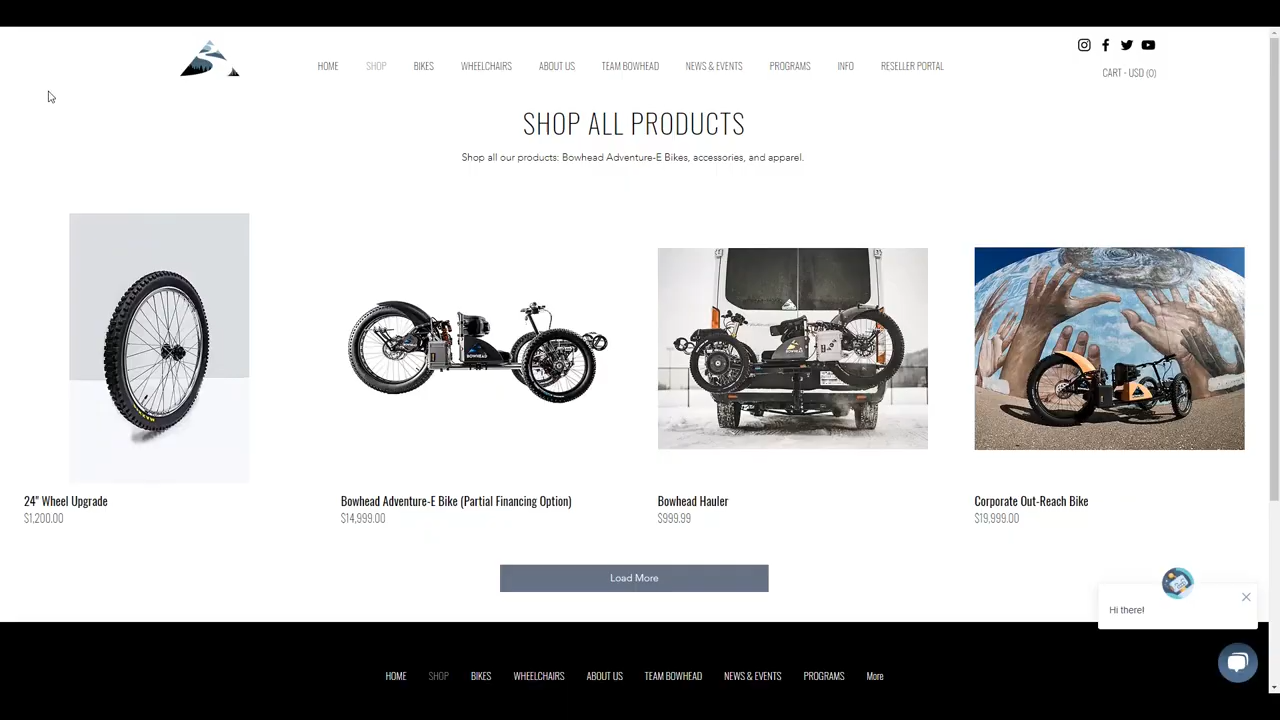 HOME SHOP BIKES WHEELCHAIRS ABOUT US TEAM BOWHEAD NEWS & EVENTS PROGRAMS INFO RESELLER PORTAL
CART - USD (0)
SHOP ALL PRODUCTS
Shop all our products: Bowhead Adventure-E Bikes, accessories, and apparel.
BOWHEAD
BOWHEAD
24" Wheel Upgrade
$1,200.00
Bowhead Adventure-E Bike (Partial Financing Option)
$14,999.00
Bowhead Hauler
$999.99
Corporate Out-Reach Bike
$19,999.00
Load More
Hi there!
HOME SHOP BIKES WHEELCHAIRS ABOUT US TEAM BOWHEAD NEWS & EVENTS PROGRAMS More